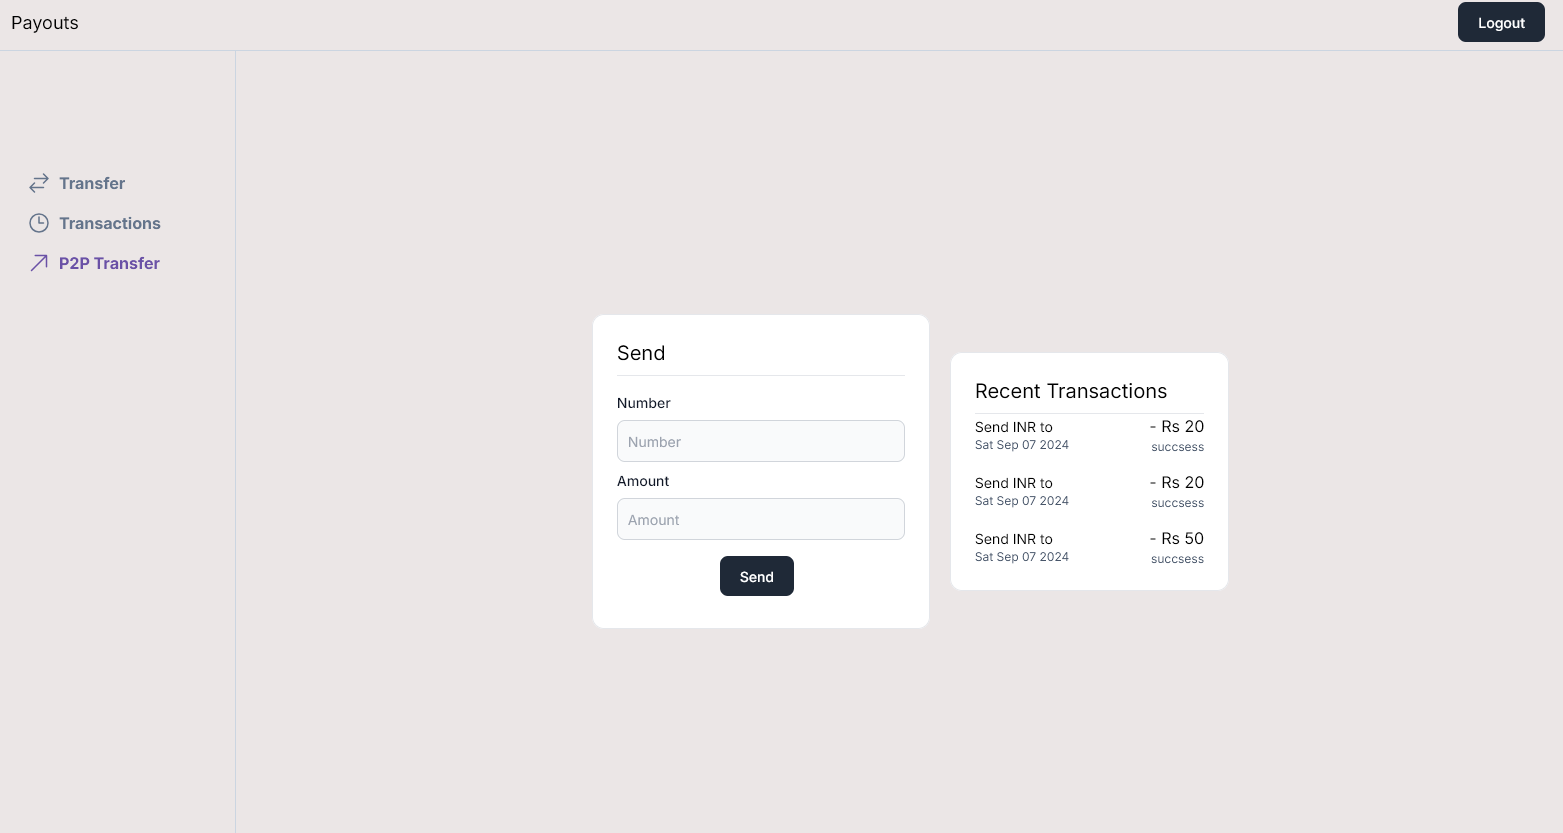 Payouts
Logout
Transfer
Transactions
P2P Transfer
Send
Number
Number
Amount
Amount
Send
Recent Transactions
Send INR to - Rs 20
Sat Sep 07 2024 succsess
Send INR to - Rs 20
Sat Sep 07 2024 succsess
Send INR to - Rs 50
Sat Sep 07 2024 succsess